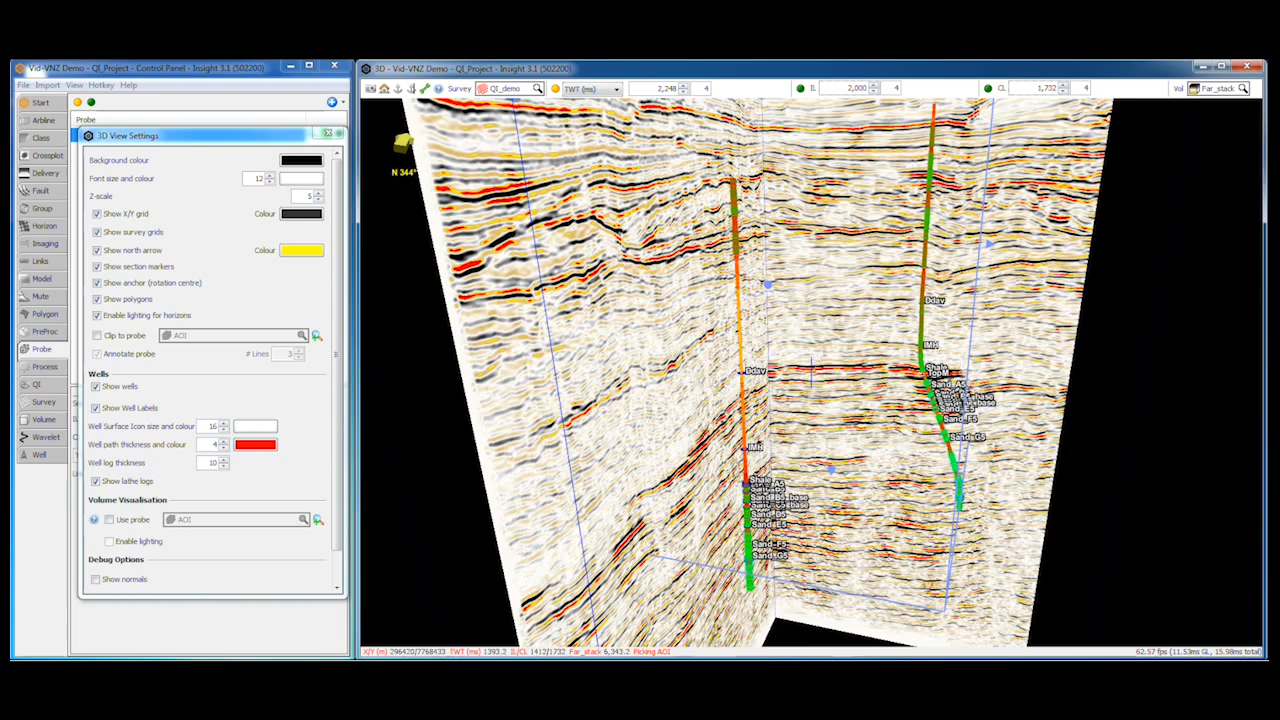 Vid-VNZ Demo - QI_Project - Control Panel - Insight 3.1 (502200)
File Import View Hotkey Help
Start
Arbline
Class
Crossplot
Delivery
Fault
Group
Horizon
Imaging
Links
Model
Mute
Polygon
PreProc
Probe
Process
QI
Survey
Volume
Wavelet
Well
Probe
3D View Settings
Background colour
Font size and colour 12
Z-scale 5
Show X/Y grid Colour
Show survey grids
Show north arrow Colour
Show section markers
Show anchor (rotation centre)
Show polygons
Enable lighting for horizons
Clip to probe AOI
Annotate probe # Lines 3
Wells
Show wells
Show Well Labels
Well Surface Icon size and colour 16
Well path thickness and colour 4
Well log thickness 10
Show lathe logs
Volume Visualisation
Use probe AOI
Enable lighting
Debug Options
Show normals
3D - Vid-VNZ Demo - QI_Project - Insight 3.1 (502200)
Survey QI_demo TWT (ms) 2,248 4 IL 2,000 4 CL 1,732 4 Vol Far_stack
N 344°
Ddav
IMH
Shale
TopM
Sand_A5
Sand_E5
Sand_F5
Sand_G5
Ddav
IMH
Shale_A5
Sand_B5_base
Sand_D5
Sand_E5
Sand_F5
Sand_G5
X/Y (m) 296420/7768433 TWT (ms) 1393.2 IL/CL 1412/1732 Far_stack 6,343.2 Picking AOI
62.57 fps (11.53ms GL, 15.98ms total)